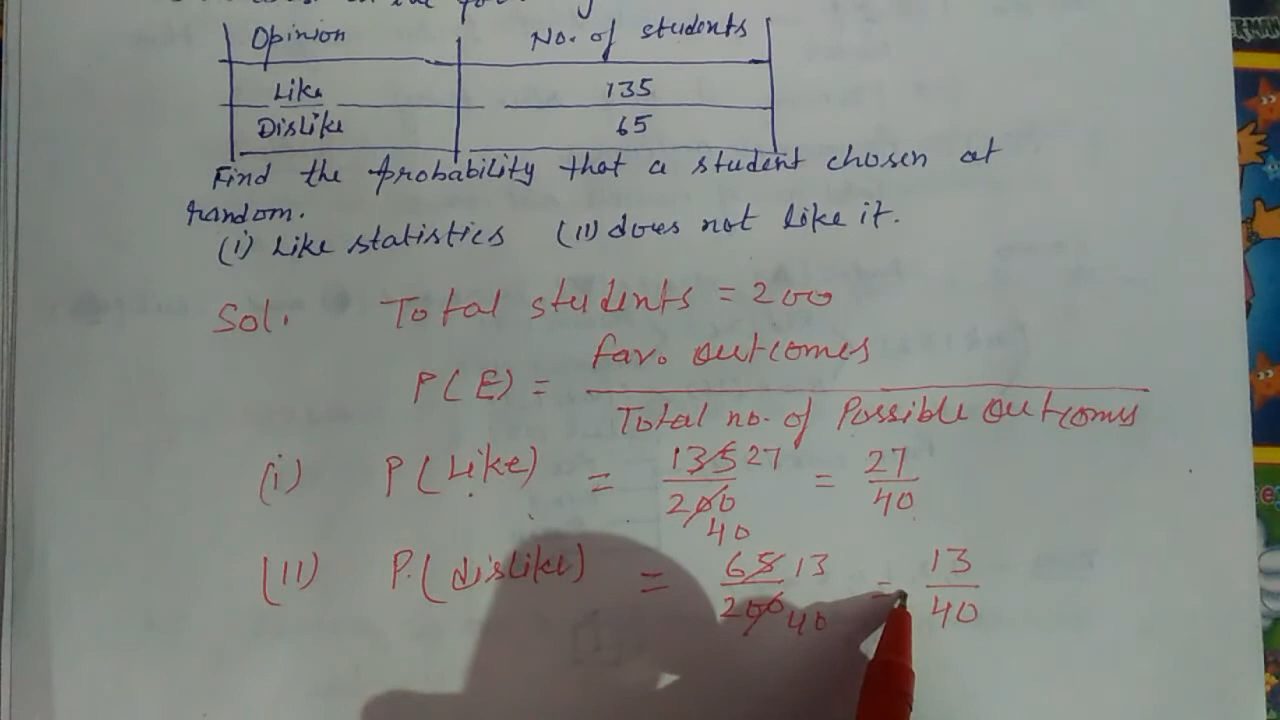 Opinion No. of students
Like 135
Dislike 65
Find the probability that a student chosen at
random.
(i) Like statistics (ii) does not like it.
Sol. Total students = 200
fav. outcomes
P(E) =
Total no. of Possible outcomes
(i) P(Like) = 135 27 / 200 40 = 27/40
(ii) P.(dislike) = 65 13 / 200 40 = 13/40